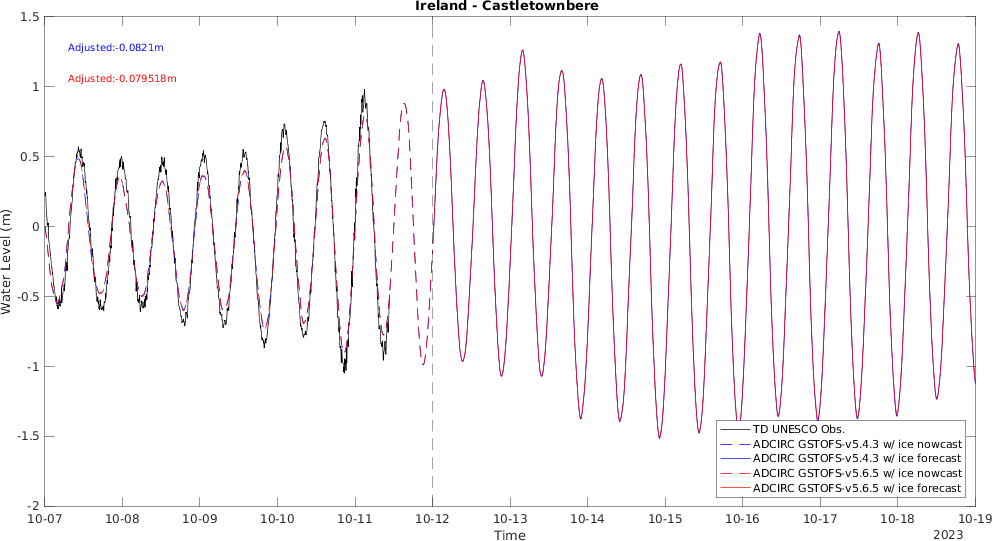 Ireland - Castletownbere
Adjusted:-0.0821m
Adjusted:-0.079518m
Water Level (m)
1.5
1
0.5
0
-0.5
-1
-1.5
-2
TD UNESCO Obs.
ADCIRC GSTOFS-v5.4.3 w/ ice nowcast
ADCIRC GSTOFS-v5.4.3 w/ ice forecast
ADCIRC GSTOFS-v5.6.5 w/ ice nowcast
ADCIRC GSTOFS-v5.6.5 w/ ice forecast
10-07 10-08 10-09 10-10 10-11 10-12 10-13 10-14 10-15 10-16 10-17 10-18 10-19
Time
2023